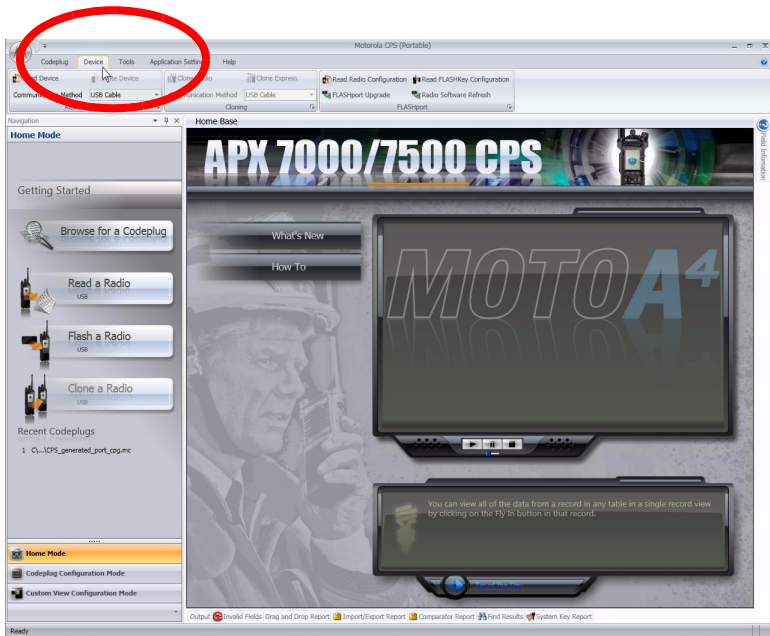 Motorola CPS (Portable)
Codeplug Device Tools Application Settings Help
Device Device Clone Express Read Radio Configuration Read FLASHKey Configuration
Method USB Cable Communication Method USB Cable FLASHport Upgrade Radio Software Refresh
Cloning FLASHport
Navigation Home Base
Home Mode
Field Information
APX 7000/7500 CPS
Getting Started
Browse for a Codeplug
What's New
How To
Read a Radio
USB
MOTOA4
Flash a Radio
USB
Clone a Radio
USB
Recent Codeplugs
1 C\...\CPS_generated_port_cpg.mc
You can view all of the data from a record in any table in a single record view
by clicking on the Fly In button in that record.
Home Mode
Codeplug Configuration Mode
Custom View Configuration Mode
Output Invalid Fields Drag and Drop Report Import/Export Report Comparator Report Find Results System Key Report
Ready